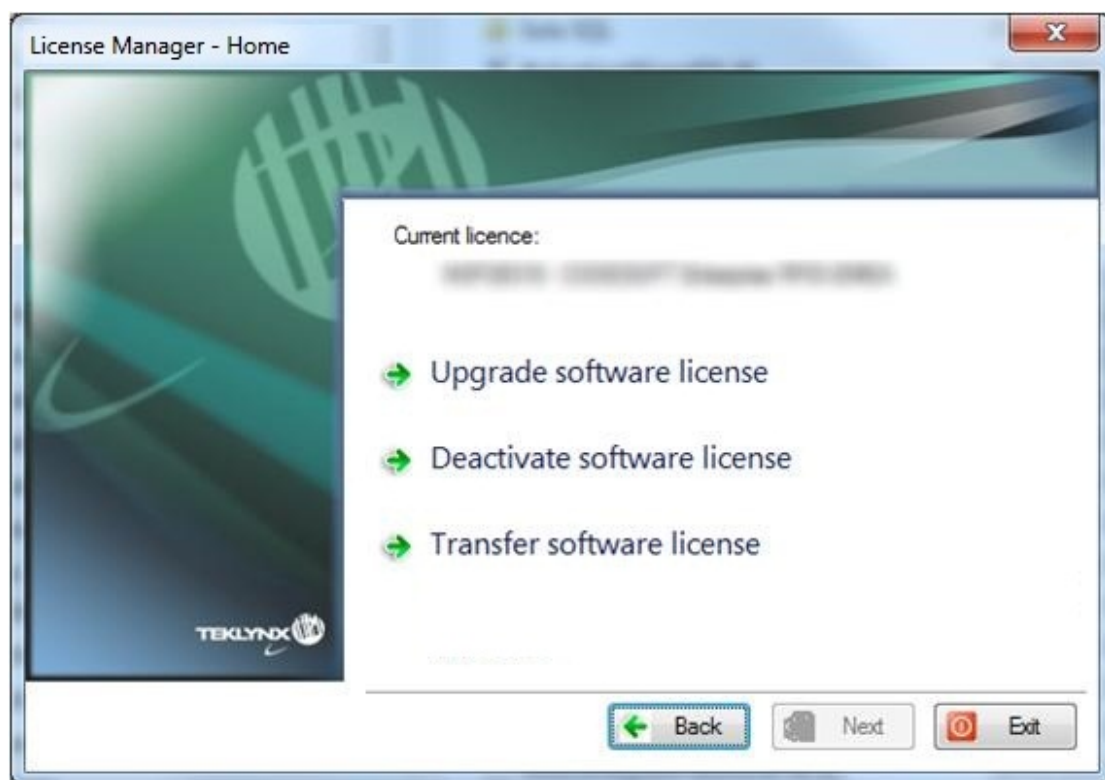 License Manager - Home
Current licence:
Upgrade software license
Deactivate software license
Transfer software license
TEKLYNX
Back
Next
Exit